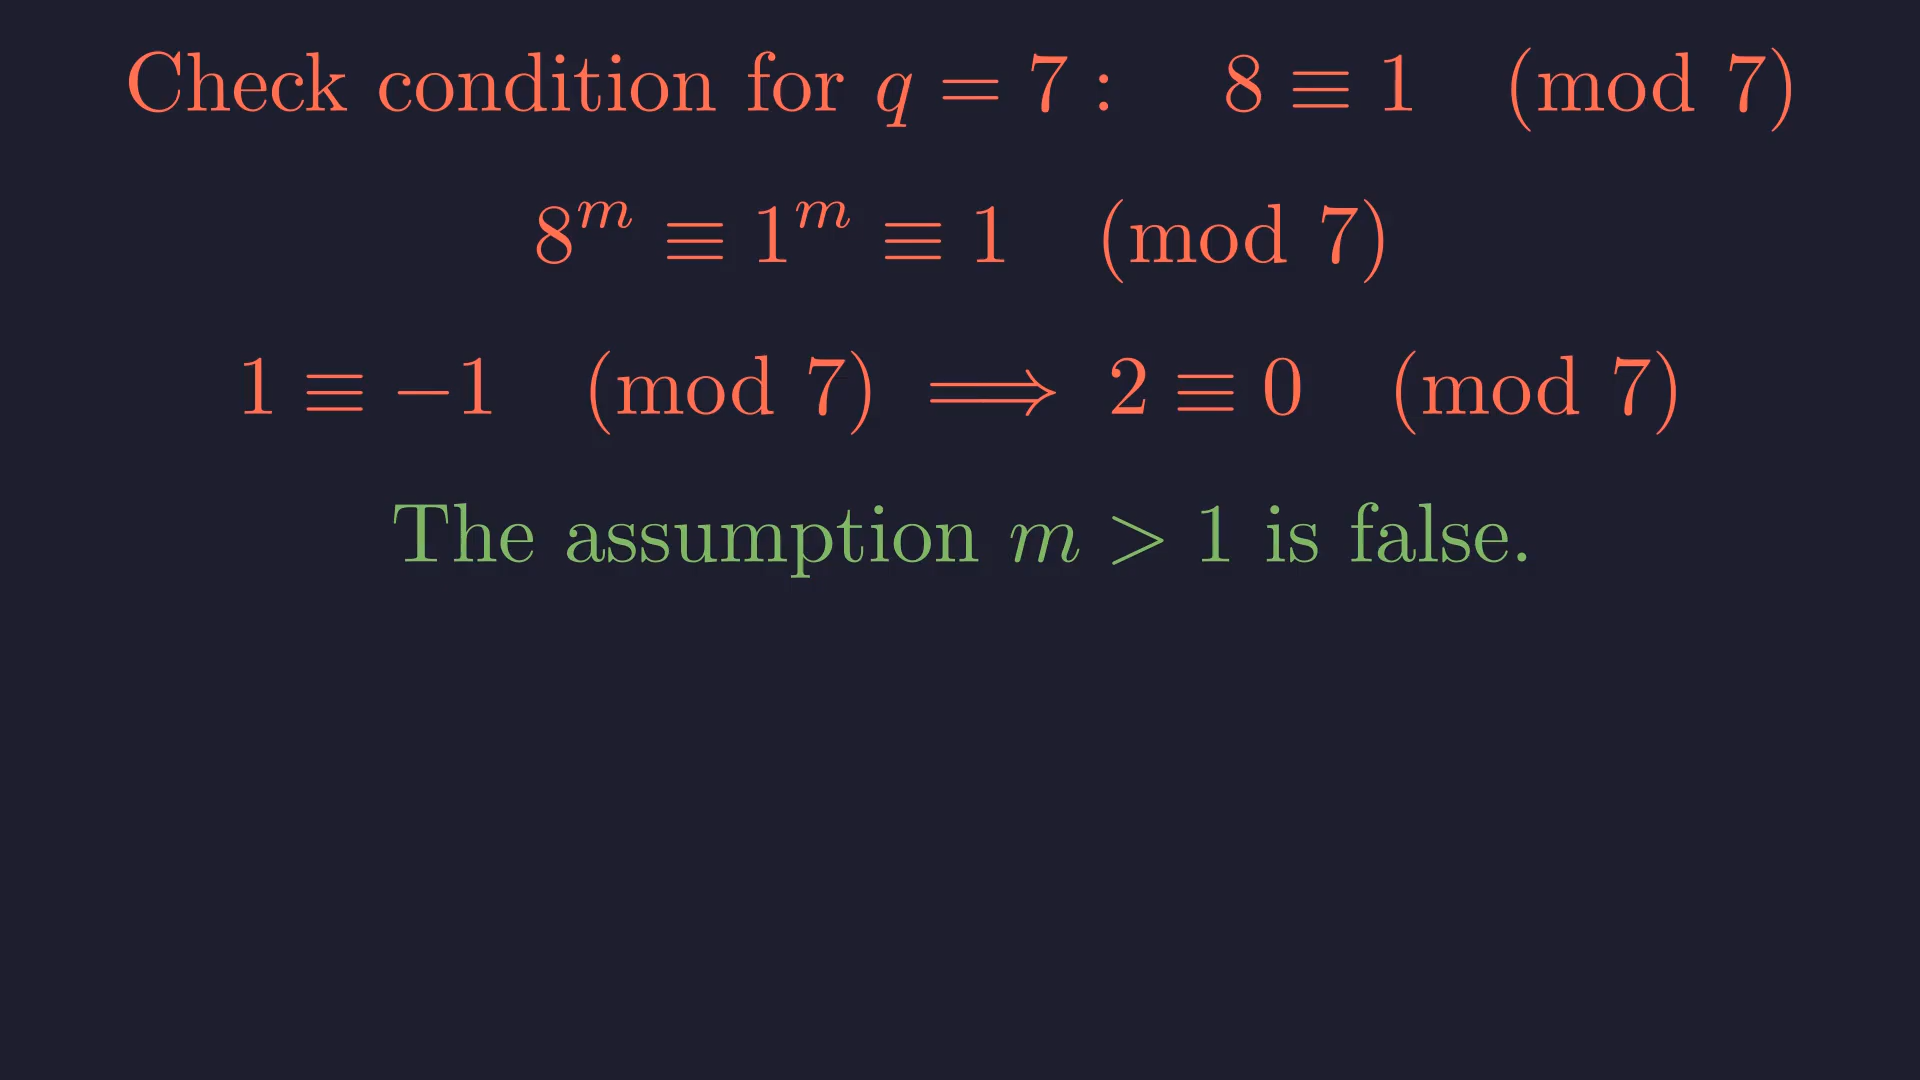 Check condition for q = 7 : 8 ≡ 1 (mod 7)
8^m ≡ 1^m ≡ 1 (mod 7)
1 ≡ −1 (mod 7) ⟹ 2 ≡ 0 (mod 7)
The assumption m > 1 is false.